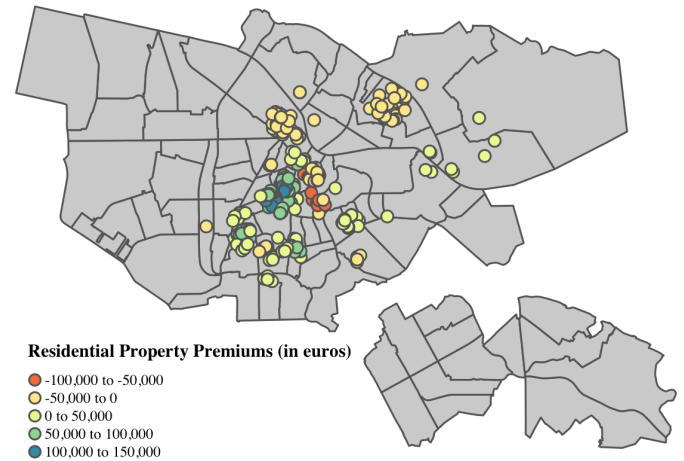 Residential Property Premiums (in euros)
-100,000 to -50,000
-50,000 to 0
0 to 50,000
50,000 to 100,000
100,000 to 150,000